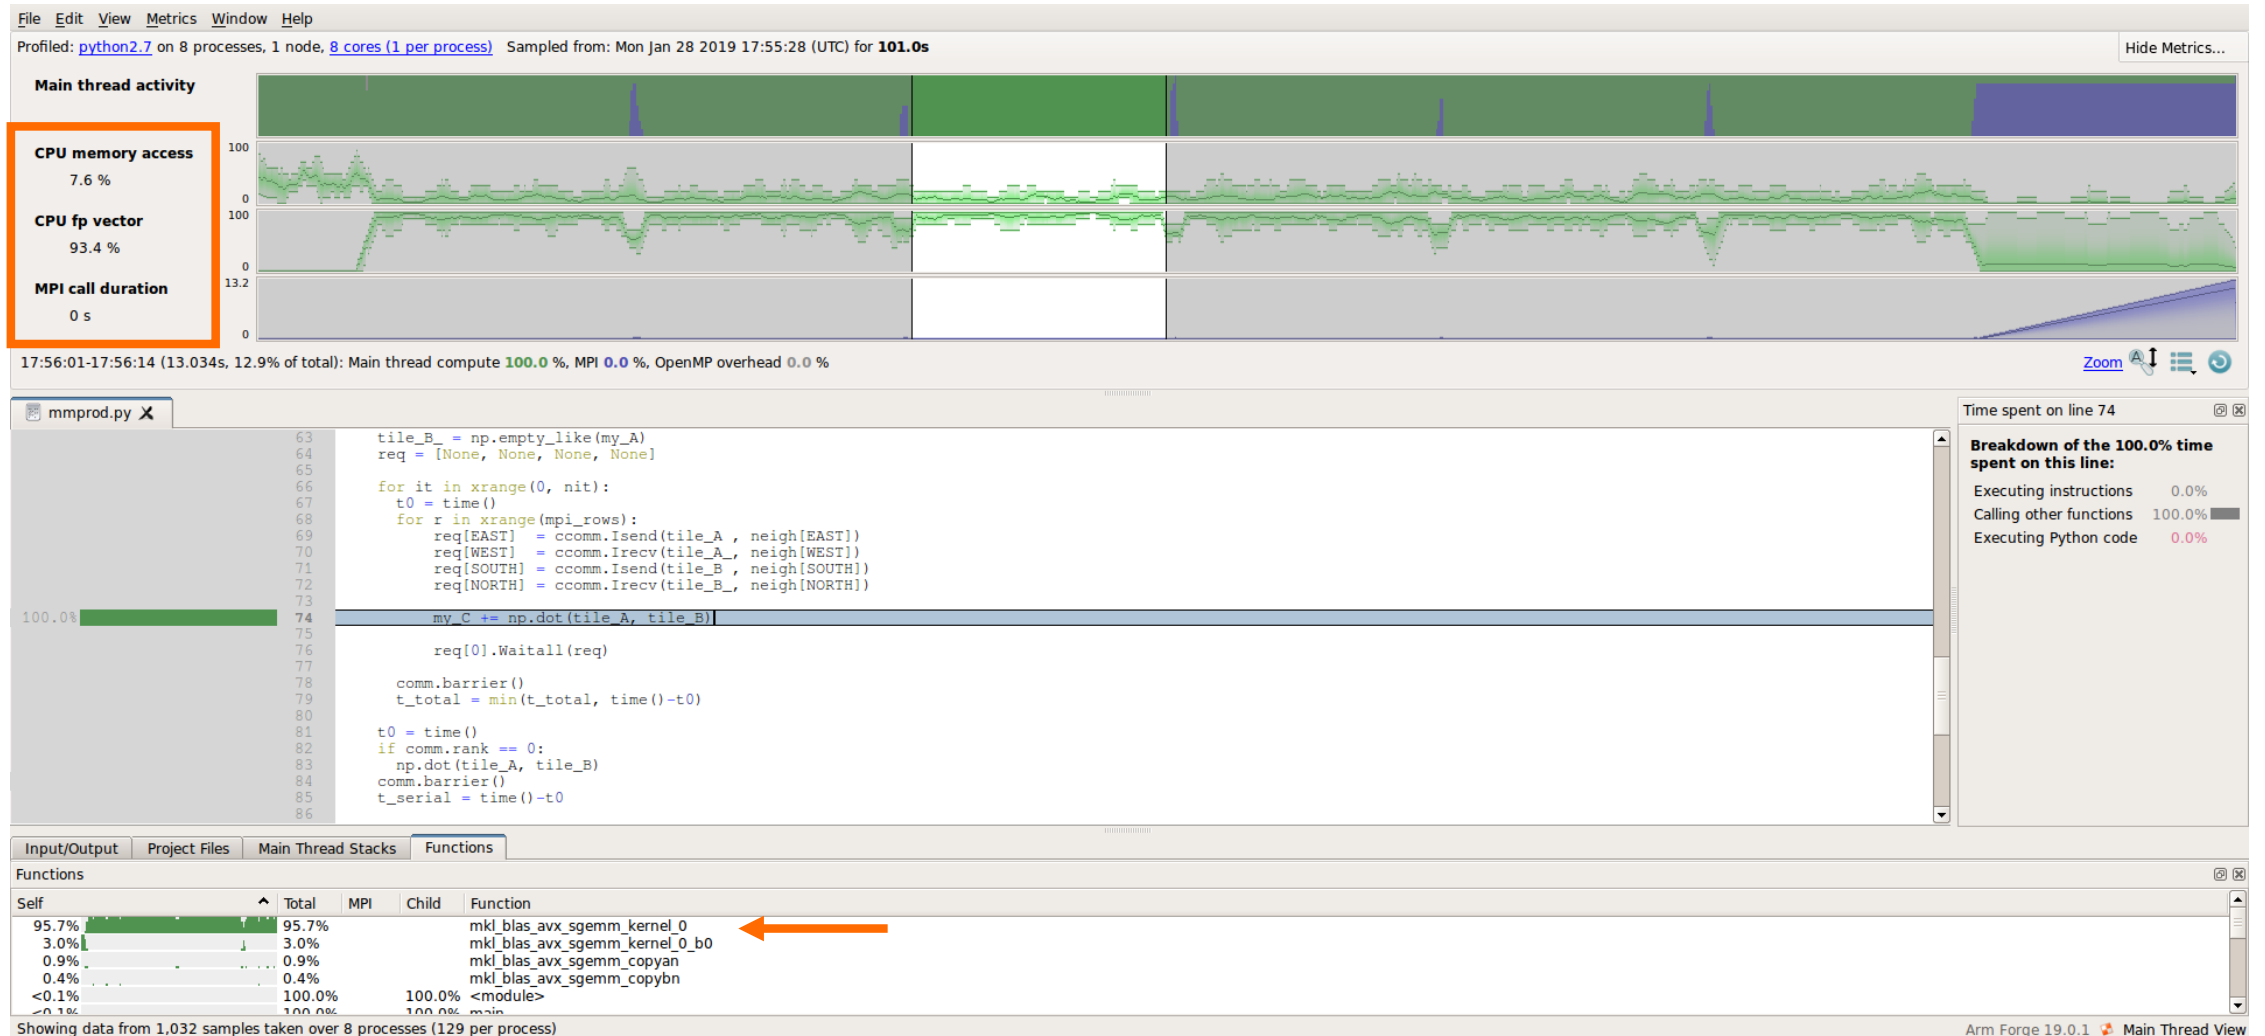 File Edit View Metrics Window Help
Profiled: python2.7 on 8 processes, 1 node, 8 cores (1 per process) Sampled from: Mon Jan 28 2019 17:55:28 (UTC) for 101.0s
Hide Metrics...
Main thread activity
CPU memory access
7.6 %
100
0
CPU fp vector
93.4 %
100
0
MPI call duration
0 s
13.2
0
17:56:01-17:56:14 (13.034s, 12.9% of total): Main thread compute 100.0 %, MPI 0.0 %, OpenMP overhead 0.0 %
Zoom
mmprod.py
63 tile_B_ = np.empty_like(my_A)
64 req = [None, None, None, None]
65
66 for it in xrange(0, nit):
67 t0 = time()
68 for r in xrange(mpi_rows):
69 req[EAST] = ccomm.Isend(tile_A , neigh[EAST])
70 req[WEST] = ccomm.Irecv(tile_A_, neigh[WEST])
71 req[SOUTH] = ccomm.Isend(tile_B , neigh[SOUTH])
72 req[NORTH] = ccomm.Irecv(tile_B_, neigh[NORTH])
73
100.0% 74 my_C += np.dot(tile_A, tile_B)
75
76 req[0].Waitall(req)
77
78 comm.barrier()
79 t_total = min(t_total, time()-t0)
80
81 t0 = time()
82 if comm.rank == 0:
83 np.dot(tile_A, tile_B)
84 comm.barrier()
85 t_serial = time()-t0
86
Time spent on line 74
Breakdown of the 100.0% time
spent on this line:
Executing instructions 0.0%
Calling other functions 100.0%
Executing Python code 0.0%
Input/Output Project Files Main Thread Stacks Functions
Functions
Self Total MPI Child Function
95.7% 95.7% mkl_blas_avx_sgemm_kernel_0
3.0% 3.0% mkl_blas_avx_sgemm_kernel_0_b0
0.9% 0.9% mkl_blas_avx_sgemm_copyan
0.4% 0.4% mkl_blas_avx_sgemm_copybn
<0.1% 100.0% 100.0% <module>
<0.1% 100.0% 100.0% main
Showing data from 1,032 samples taken over 8 processes (129 per process)
Arm Forge 19.0.1 Main Thread View